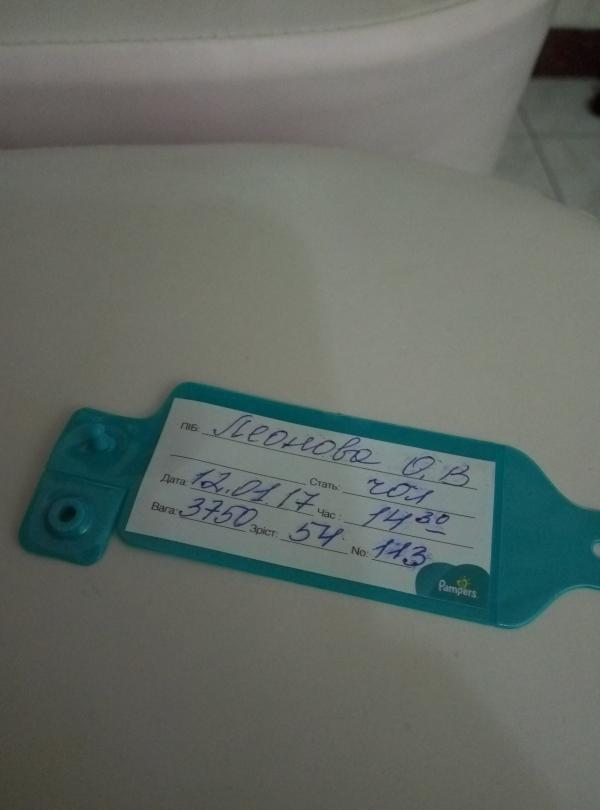 ПІБ: Леонова О.В
Стать: чол
Дата: 12.01.17 Час: 14 30
Вага: 3750 Зріст: 54 No: 113
Pampers